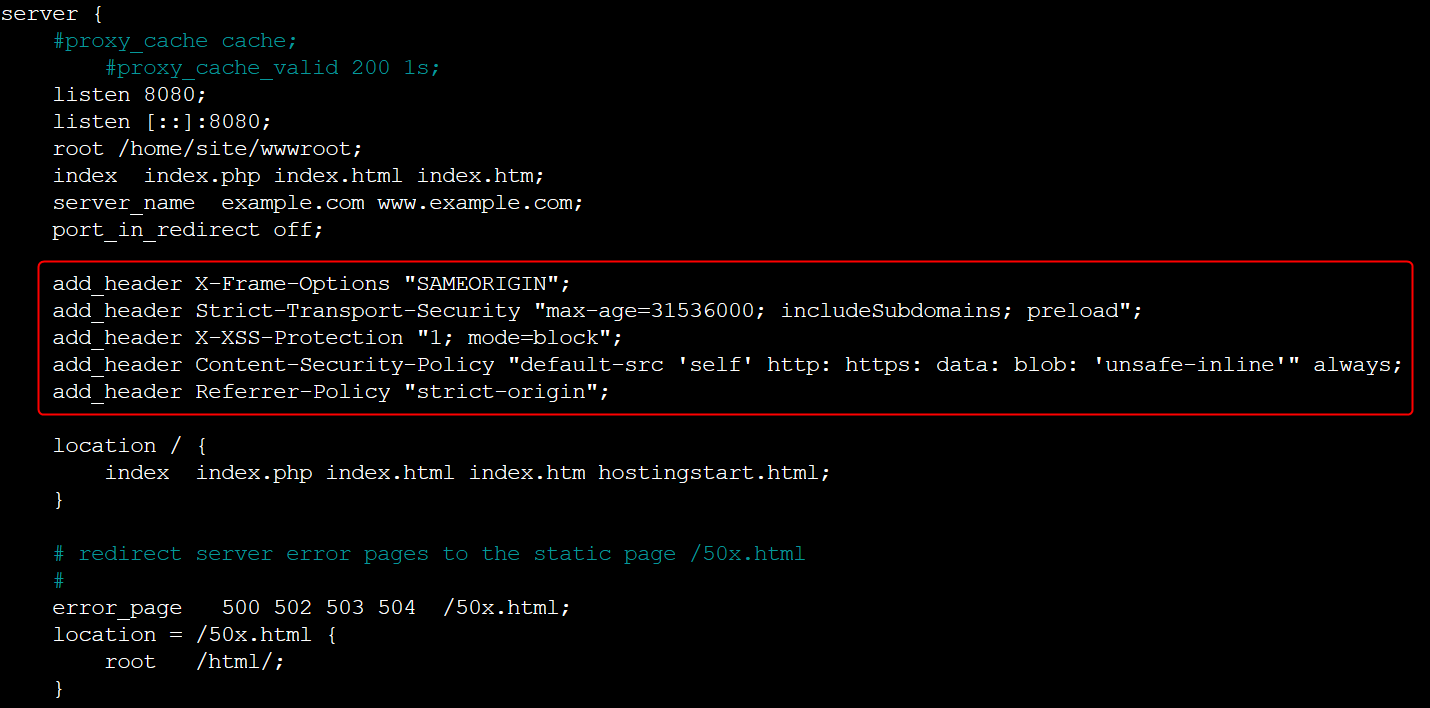 server {
    #proxy_cache cache;
        #proxy_cache_valid 200 1s;
    listen 8080;
    listen [::]:8080;
    root /home/site/wwwroot;
    index  index.php index.html index.htm;
    server_name  example.com www.example.com;
    port_in_redirect off;

    add_header X-Frame-Options "SAMEORIGIN";
    add_header Strict-Transport-Security "max-age=31536000; includeSubdomains; preload";
    add_header X-XSS-Protection "1; mode=block";
    add_header Content-Security-Policy "default-src 'self' http: https: data: blob: 'unsafe-inline'" always;
    add_header Referrer-Policy "strict-origin";

    location / {
        index  index.php index.html index.htm hostingstart.html;
    }

    # redirect server error pages to the static page /50x.html
    #
    error_page   500 502 503 504  /50x.html;
    location = /50x.html {
        root   /html/;
    }